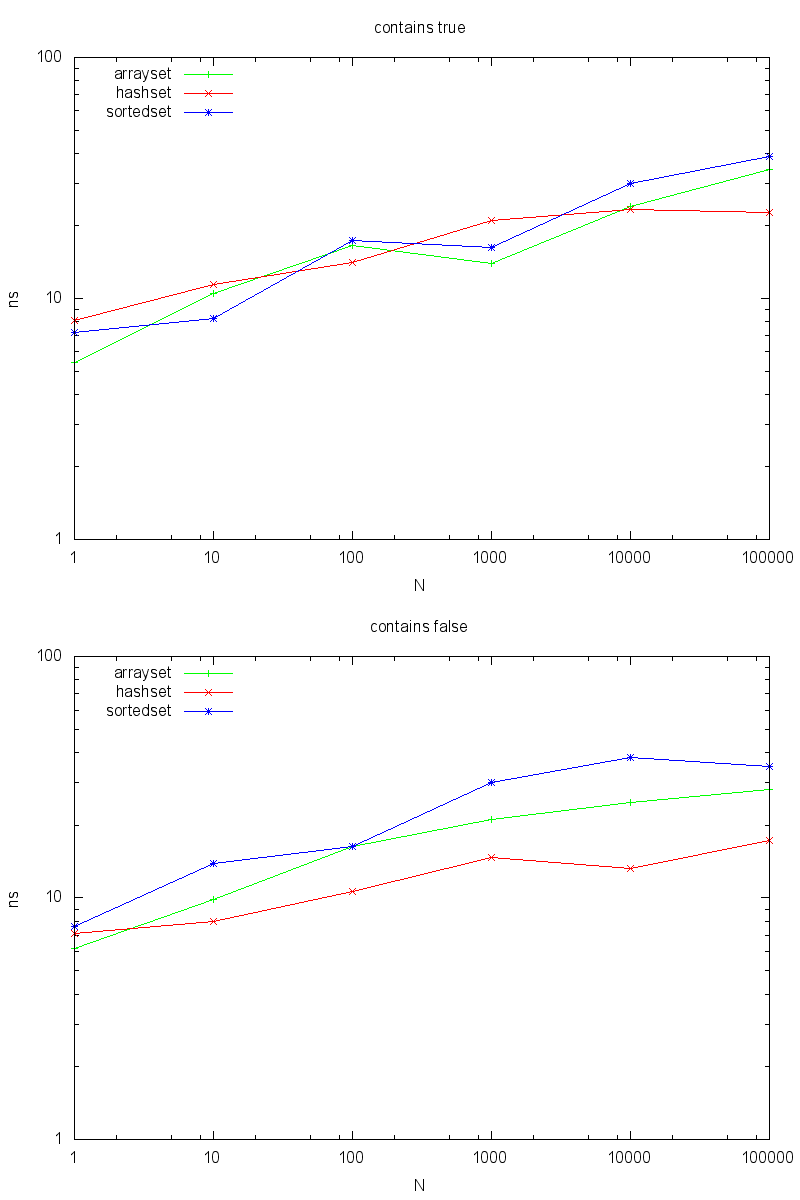 contains true
100
arrayset
hashset
sortedset
10
ns
1
1 10 100 1000 10000 100000
N
contains false
100
arrayset
hashset
sortedset
10
ns
1
1 10 100 1000 10000 100000
N